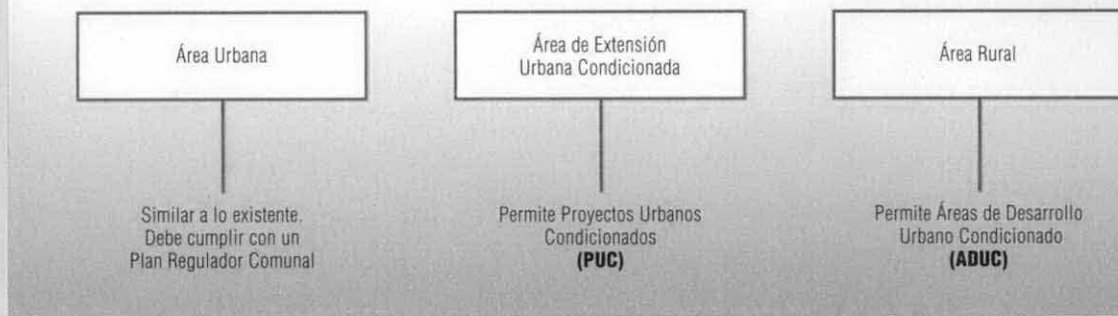 Área Urbana
Área de Extensión
Urbana Condicionada
Área Rural
Similar a lo existente.
Debe cumplir con un
Plan Regulador Comunal
Permite Proyectos Urbanos
Condicionados
(PUC)
Permite Áreas de Desarrollo
Urbano Condicionado
(ADUC)